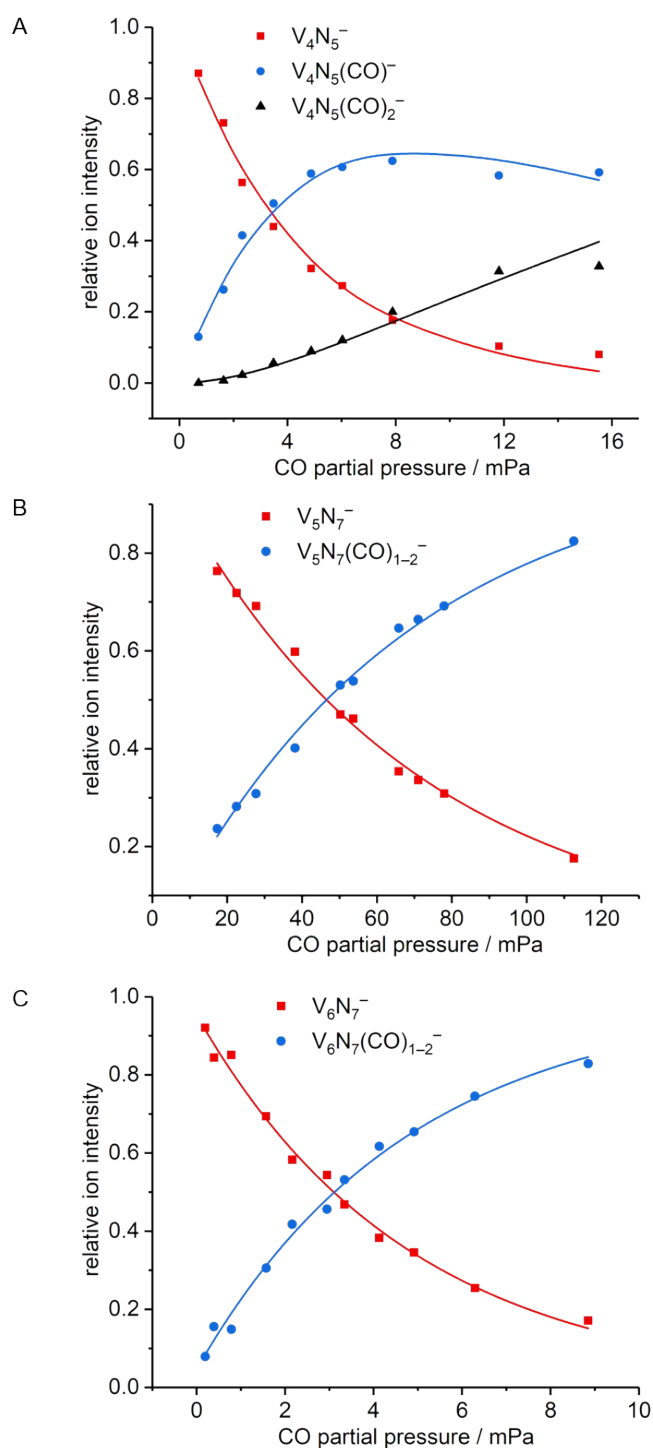 A
V₄N₅⁻
V₄N₅(CO)⁻
V₄N₅(CO)₂⁻
relative ion intensity
1.0
0.8
0.6
0.4
0.2
0.0
0 4 8 12 16
CO partial pressure / mPa
B
V₅N₇⁻
V₅N₇(CO)₁₋₂⁻
relative ion intensity
0.8
0.6
0.4
0.2
0 20 40 60 80 100 120
CO partial pressure / mPa
C
V₆N₇⁻
V₆N₇(CO)₁₋₂⁻
relative ion intensity
1.0
0.8
0.6
0.4
0.2
0.0
0 2 4 6 8 10
CO partial pressure / mPa